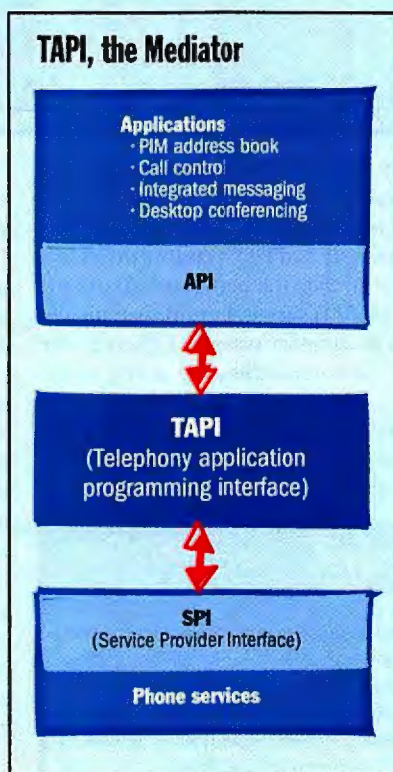 TAPI, the Mediator
Applications
· PIM address book
· Call control
· Integrated messaging
· Desktop conferencing
API
TAPI
(Telephony application
programming interface)
SPI
(Service Provider Interface)
Phone services